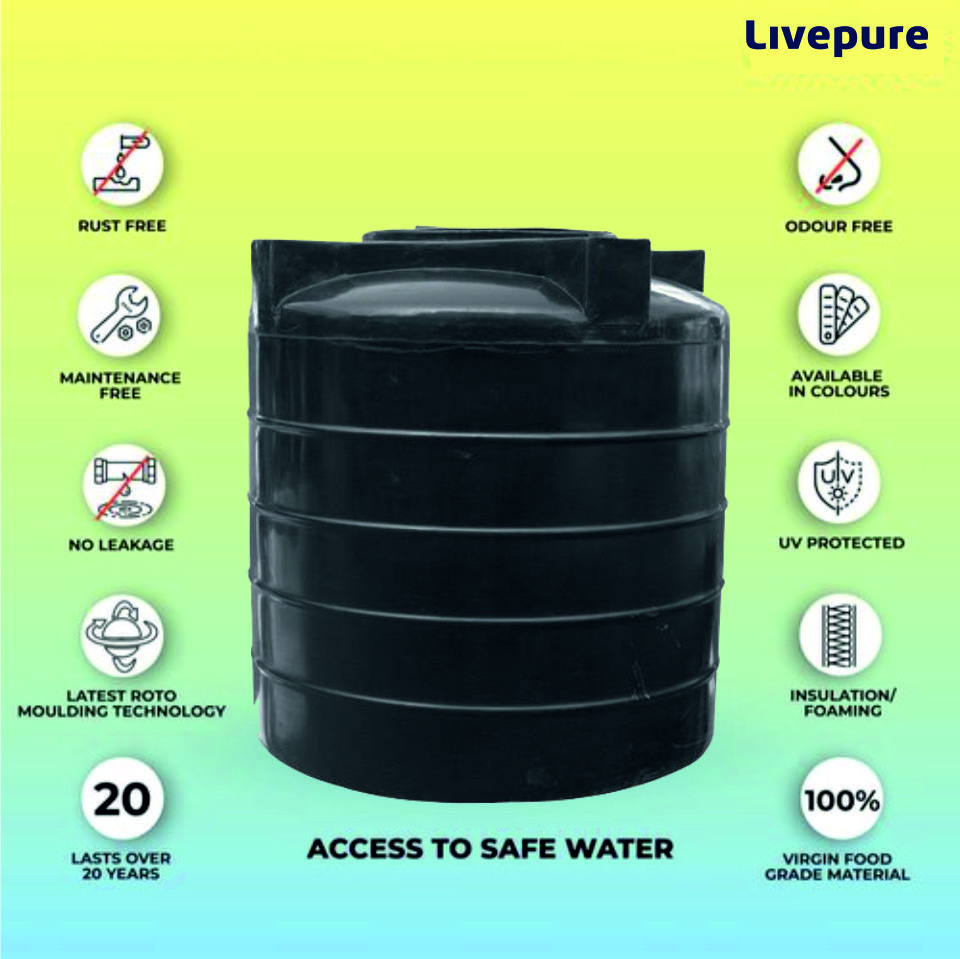 Livepure
RUST FREE
ODOUR FREE
MAINTENANCE
FREE
AVAILABLE
IN COLOURS
NO LEAKAGE
UV
UV PROTECTED
LATEST ROTO
MOULDING TECHNOLOGY
INSULATION/
FOAMING
20
LASTS OVER
20 YEARS
100%
VIRGIN FOOD
GRADE MATERIAL
ACCESS TO SAFE WATER